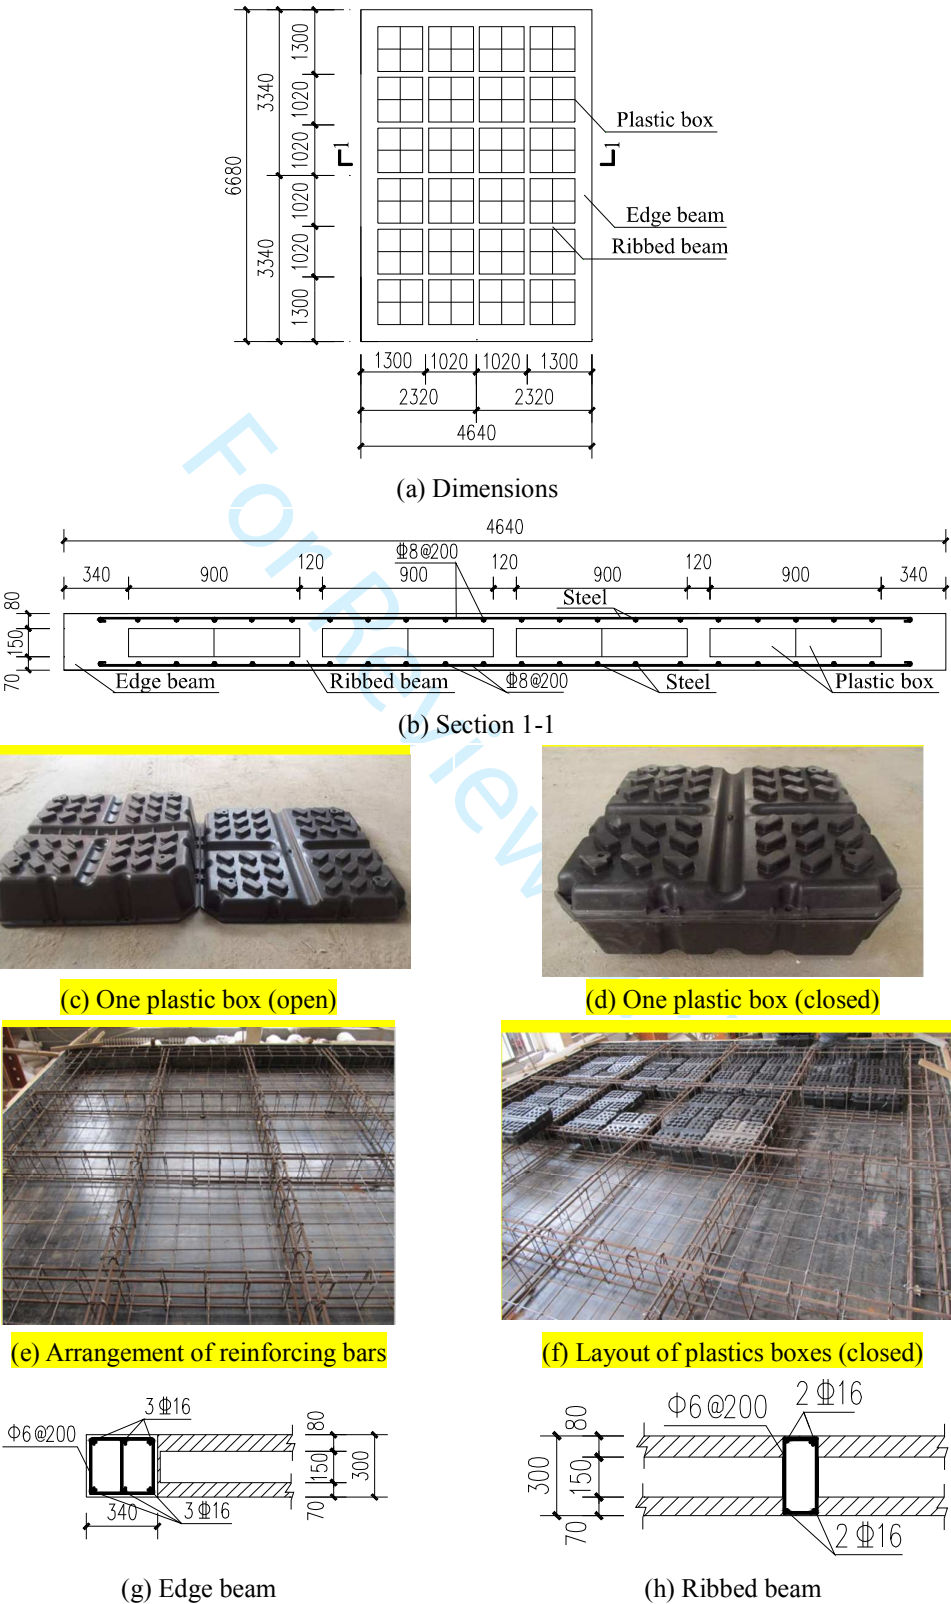 1300
1020
1020
1020
1020
1300
3340
3340
6680
1
1
Plastic box
Edge beam
Ribbed beam
1300 1020 1020 1300
2320 2320
4640
(a) Dimensions
4640
Φ8@200
340 900 120 900 900 120 900 340
80
150
70
Steel
Edge beam
Ribbed beam
Φ8@200
Steel
Plastic box
(b) Section 1-1
(c) One plastic box (open)
(d) One plastic box (closed)
(e) Arrangement of reinforcing bars
(f) Layout of plastics boxes (closed)
3Φ16
Φ6@200
3Φ16
340
80
150
70
300
(g) Edge beam
Φ6@200
2Φ16
2Φ16
80
150
70
300
(h) Ribbed beam
For Review